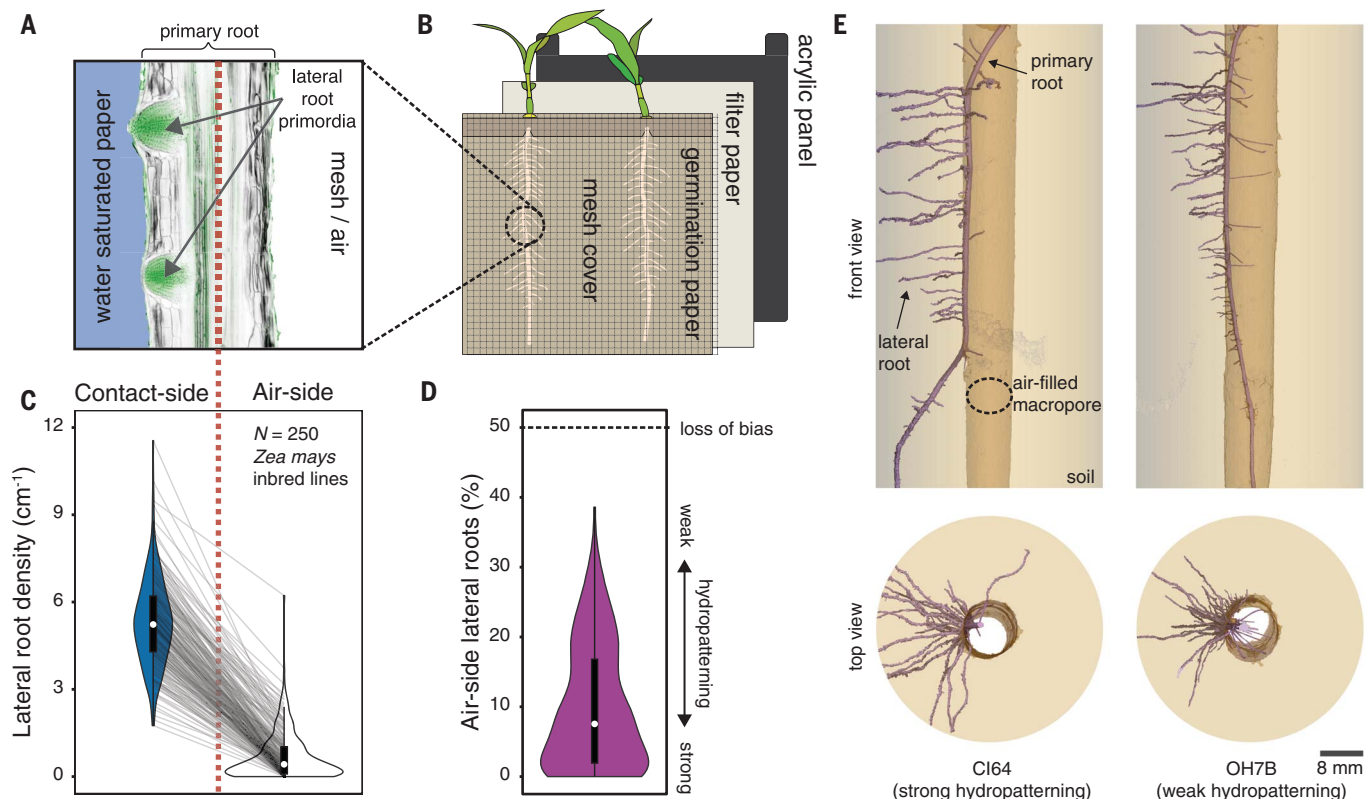 A
primary root
water saturated paper
lateral
root
primordia
mesh / air
B
acrylic panel
filter paper
germination paper
mesh cover
C
Contact-side
Air-side
Lateral root density (cm⁻¹)
12
9
6
3
0
N = 250
Zea mays
inbred lines
D
Air-side lateral roots (%)
50
40
30
20
10
0
loss of bias
weak
hydropatterning
strong
E
front view
primary
root
lateral
root
air-filled
macropore
soil
top view
CI64
(strong hydropatterning)
OH7B
(weak hydropatterning)
8 mm